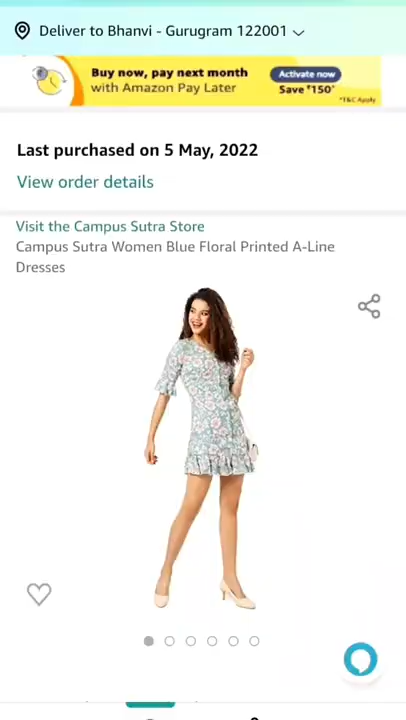 Deliver to Bhanvi - Gurugram 122001
Buy now, pay next month
with Amazon Pay Later
Activate now
Save ₹150*
*T&C Apply
Last purchased on 5 May, 2022
View order details
Visit the Campus Sutra Store
Campus Sutra Women Blue Floral Printed A-Line
Dresses